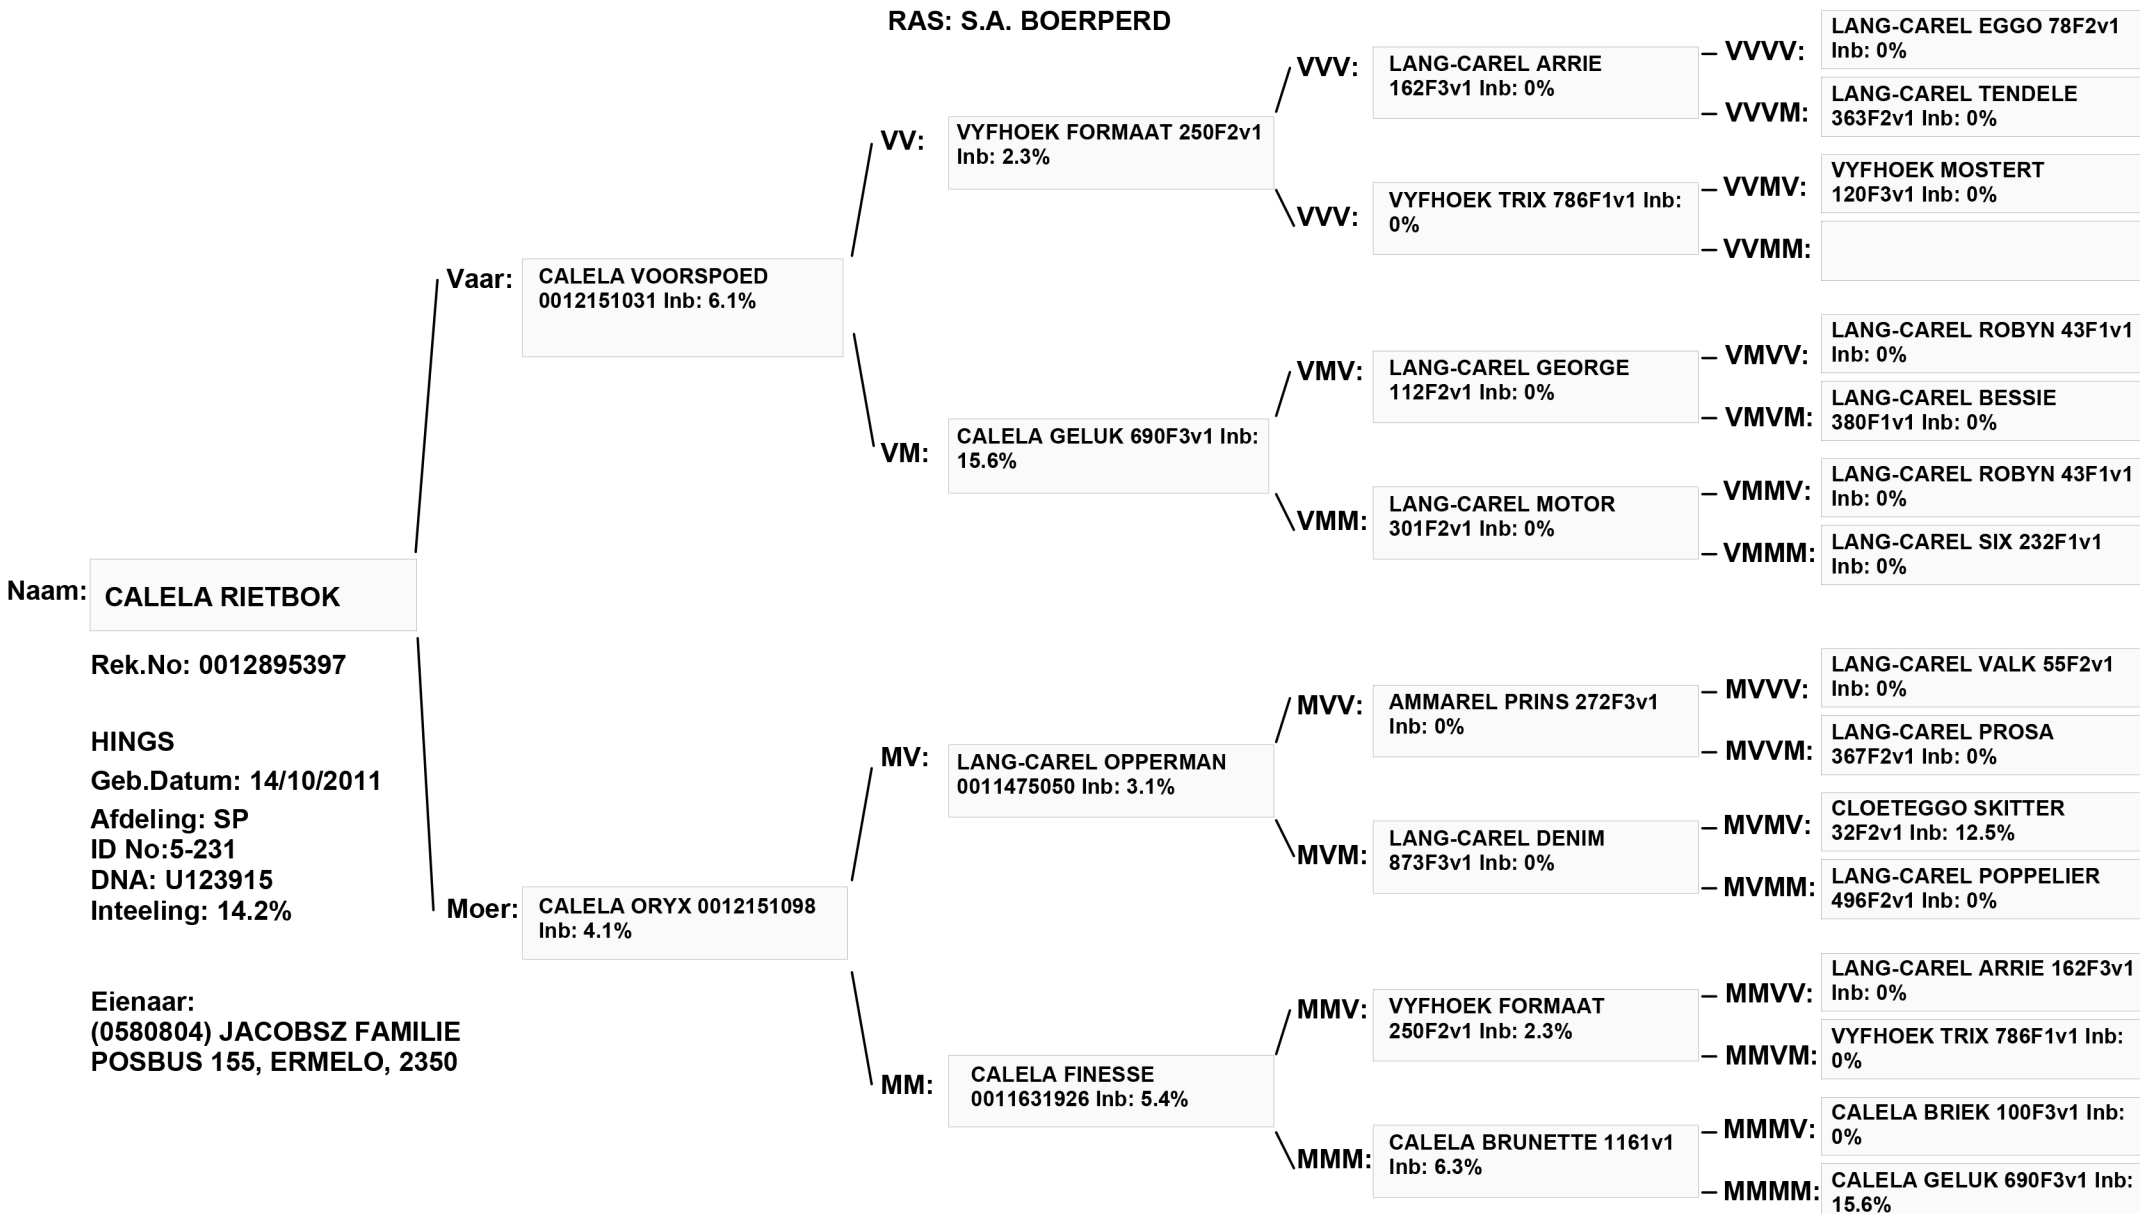 RAS: S.A. BOERPERD
Naam:
CALELA RIETBOK
Rek.No: 0012895397
HINGS
Geb.Datum: 14/10/2011
Afdeling: SP
ID No:5-231
DNA: U123915
Inteeling: 14.2%
Eienaar:
(0580804) JACOBSZ FAMILIE
POSBUS 155, ERMELO, 2350
Vaar:
CALELA VOORSPOED
0012151031 Inb: 6.1%
Moer:
CALELA ORYX 0012151098
Inb: 4.1%
VV:
VYFHOEK FORMAAT 250F2v1
Inb: 2.3%
VM:
CALELA GELUK 690F3v1 Inb:
15.6%
MV:
LANG-CAREL OPPERMAN
0011475050 Inb: 3.1%
MM:
CALELA FINESSE
0011631926 Inb: 5.4%
VVV:
LANG-CAREL ARRIE
162F3v1 Inb: 0%
VVV:
VYFHOEK TRIX 786F1v1 Inb:
0%
VMV:
LANG-CAREL GEORGE
112F2v1 Inb: 0%
VMM:
LANG-CAREL MOTOR
301F2v1 Inb: 0%
MVV:
AMMAREL PRINS 272F3v1
Inb: 0%
MVM:
LANG-CAREL DENIM
873F3v1 Inb: 0%
MMV:
VYFHOEK FORMAAT
250F2v1 Inb: 2.3%
MMM:
CALELA BRUNETTE 1161v1
Inb: 6.3%
VVVV:
LANG-CAREL EGGO 78F2v1
Inb: 0%
VVVM:
LANG-CAREL TENDELE
363F2v1 Inb: 0%
VVMV:
VYFHOEK MOSTERT
120F3v1 Inb: 0%
VVMM:
VMVV:
LANG-CAREL ROBYN 43F1v1
Inb: 0%
VMVM:
LANG-CAREL BESSIE
380F1v1 Inb: 0%
VMMV:
LANG-CAREL ROBYN 43F1v1
Inb: 0%
VMMM:
LANG-CAREL SIX 232F1v1
Inb: 0%
MVVV:
LANG-CAREL VALK 55F2v1
Inb: 0%
MVVM:
LANG-CAREL PROSA
367F2v1 Inb: 0%
MVMV:
CLOETEGGO SKITTER
32F2v1 Inb: 12.5%
MVMM:
LANG-CAREL POPPELIER
496F2v1 Inb: 0%
MMVV:
LANG-CAREL ARRIE 162F3v1
Inb: 0%
MMVM:
VYFHOEK TRIX 786F1v1 Inb:
0%
MMMV:
CALELA BRIEK 100F3v1 Inb:
0%
MMMM:
CALELA GELUK 690F3v1 Inb:
15.6%